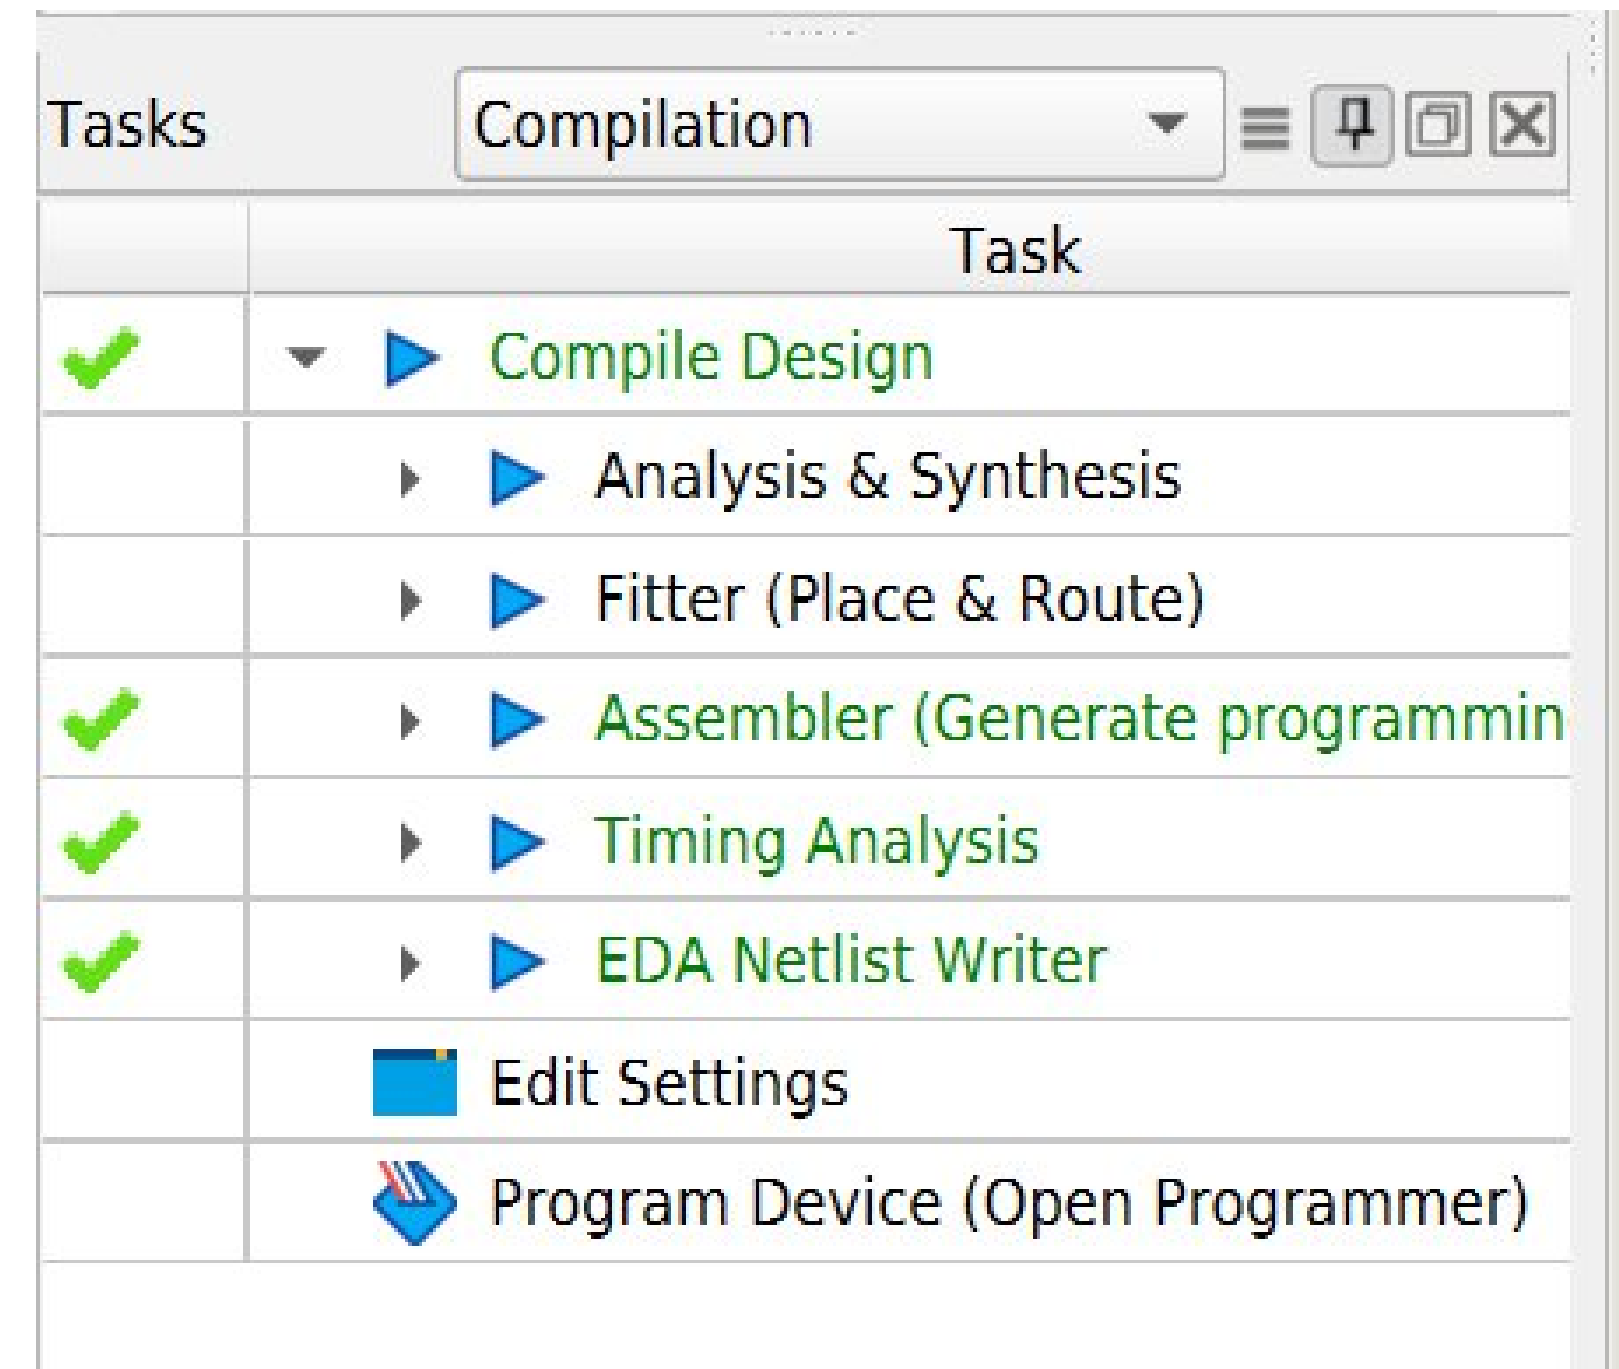 Tasks Compilation
Task
Compile Design
Analysis & Synthesis
Fitter (Place & Route)
Assembler (Generate programmin
Timing Analysis
EDA Netlist Writer
Edit Settings
Program Device (Open Programmer)